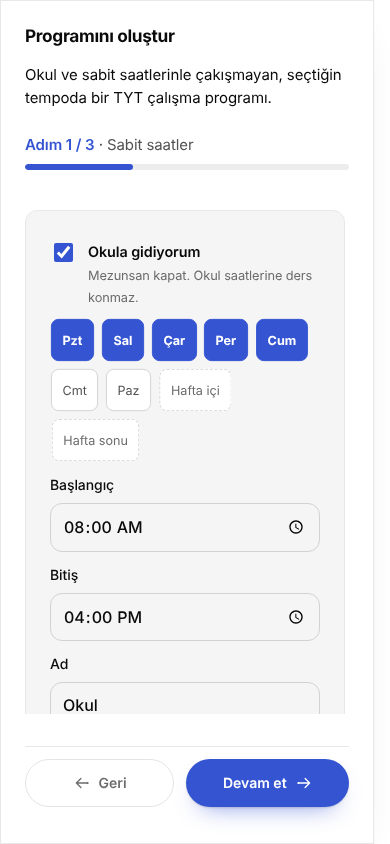 Programını oluştur
Okul ve sabit saatlerinle çakışmayan, seçtiğin
tempoda bir TYT çalışma programı.
Adım 1 / 3 · Sabit saatler
Okula gidiyorum
Mezunsan kapat. Okul saatlerine ders
konmaz.
Pzt Sal Çar Per Cum
Cmt Paz Hafta içi
Hafta sonu
Başlangıç
08:00 AM
Bitiş
04:00 PM
Ad
Okul
← Geri Devam et →